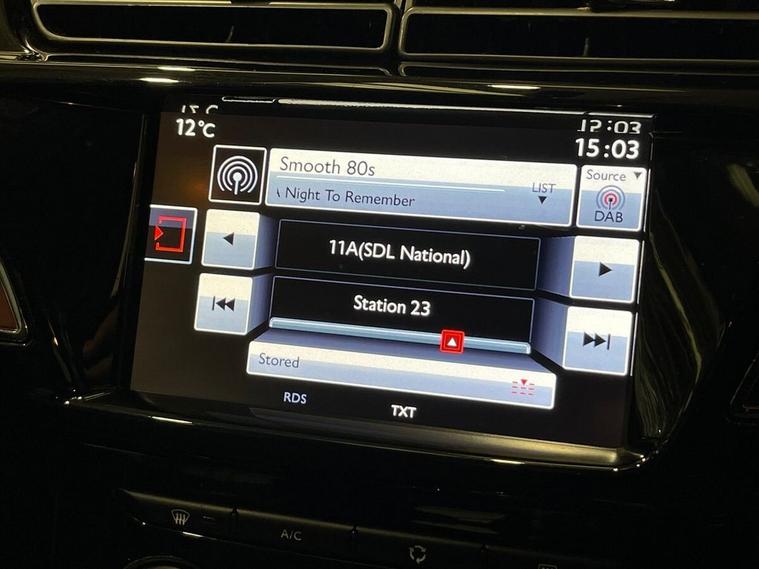 12°C
15:03
Smooth 80s
Night To Remember
LIST
Source
DAB
11A(SDL National)
Station 23
Stored
RDS
TXT
A/C